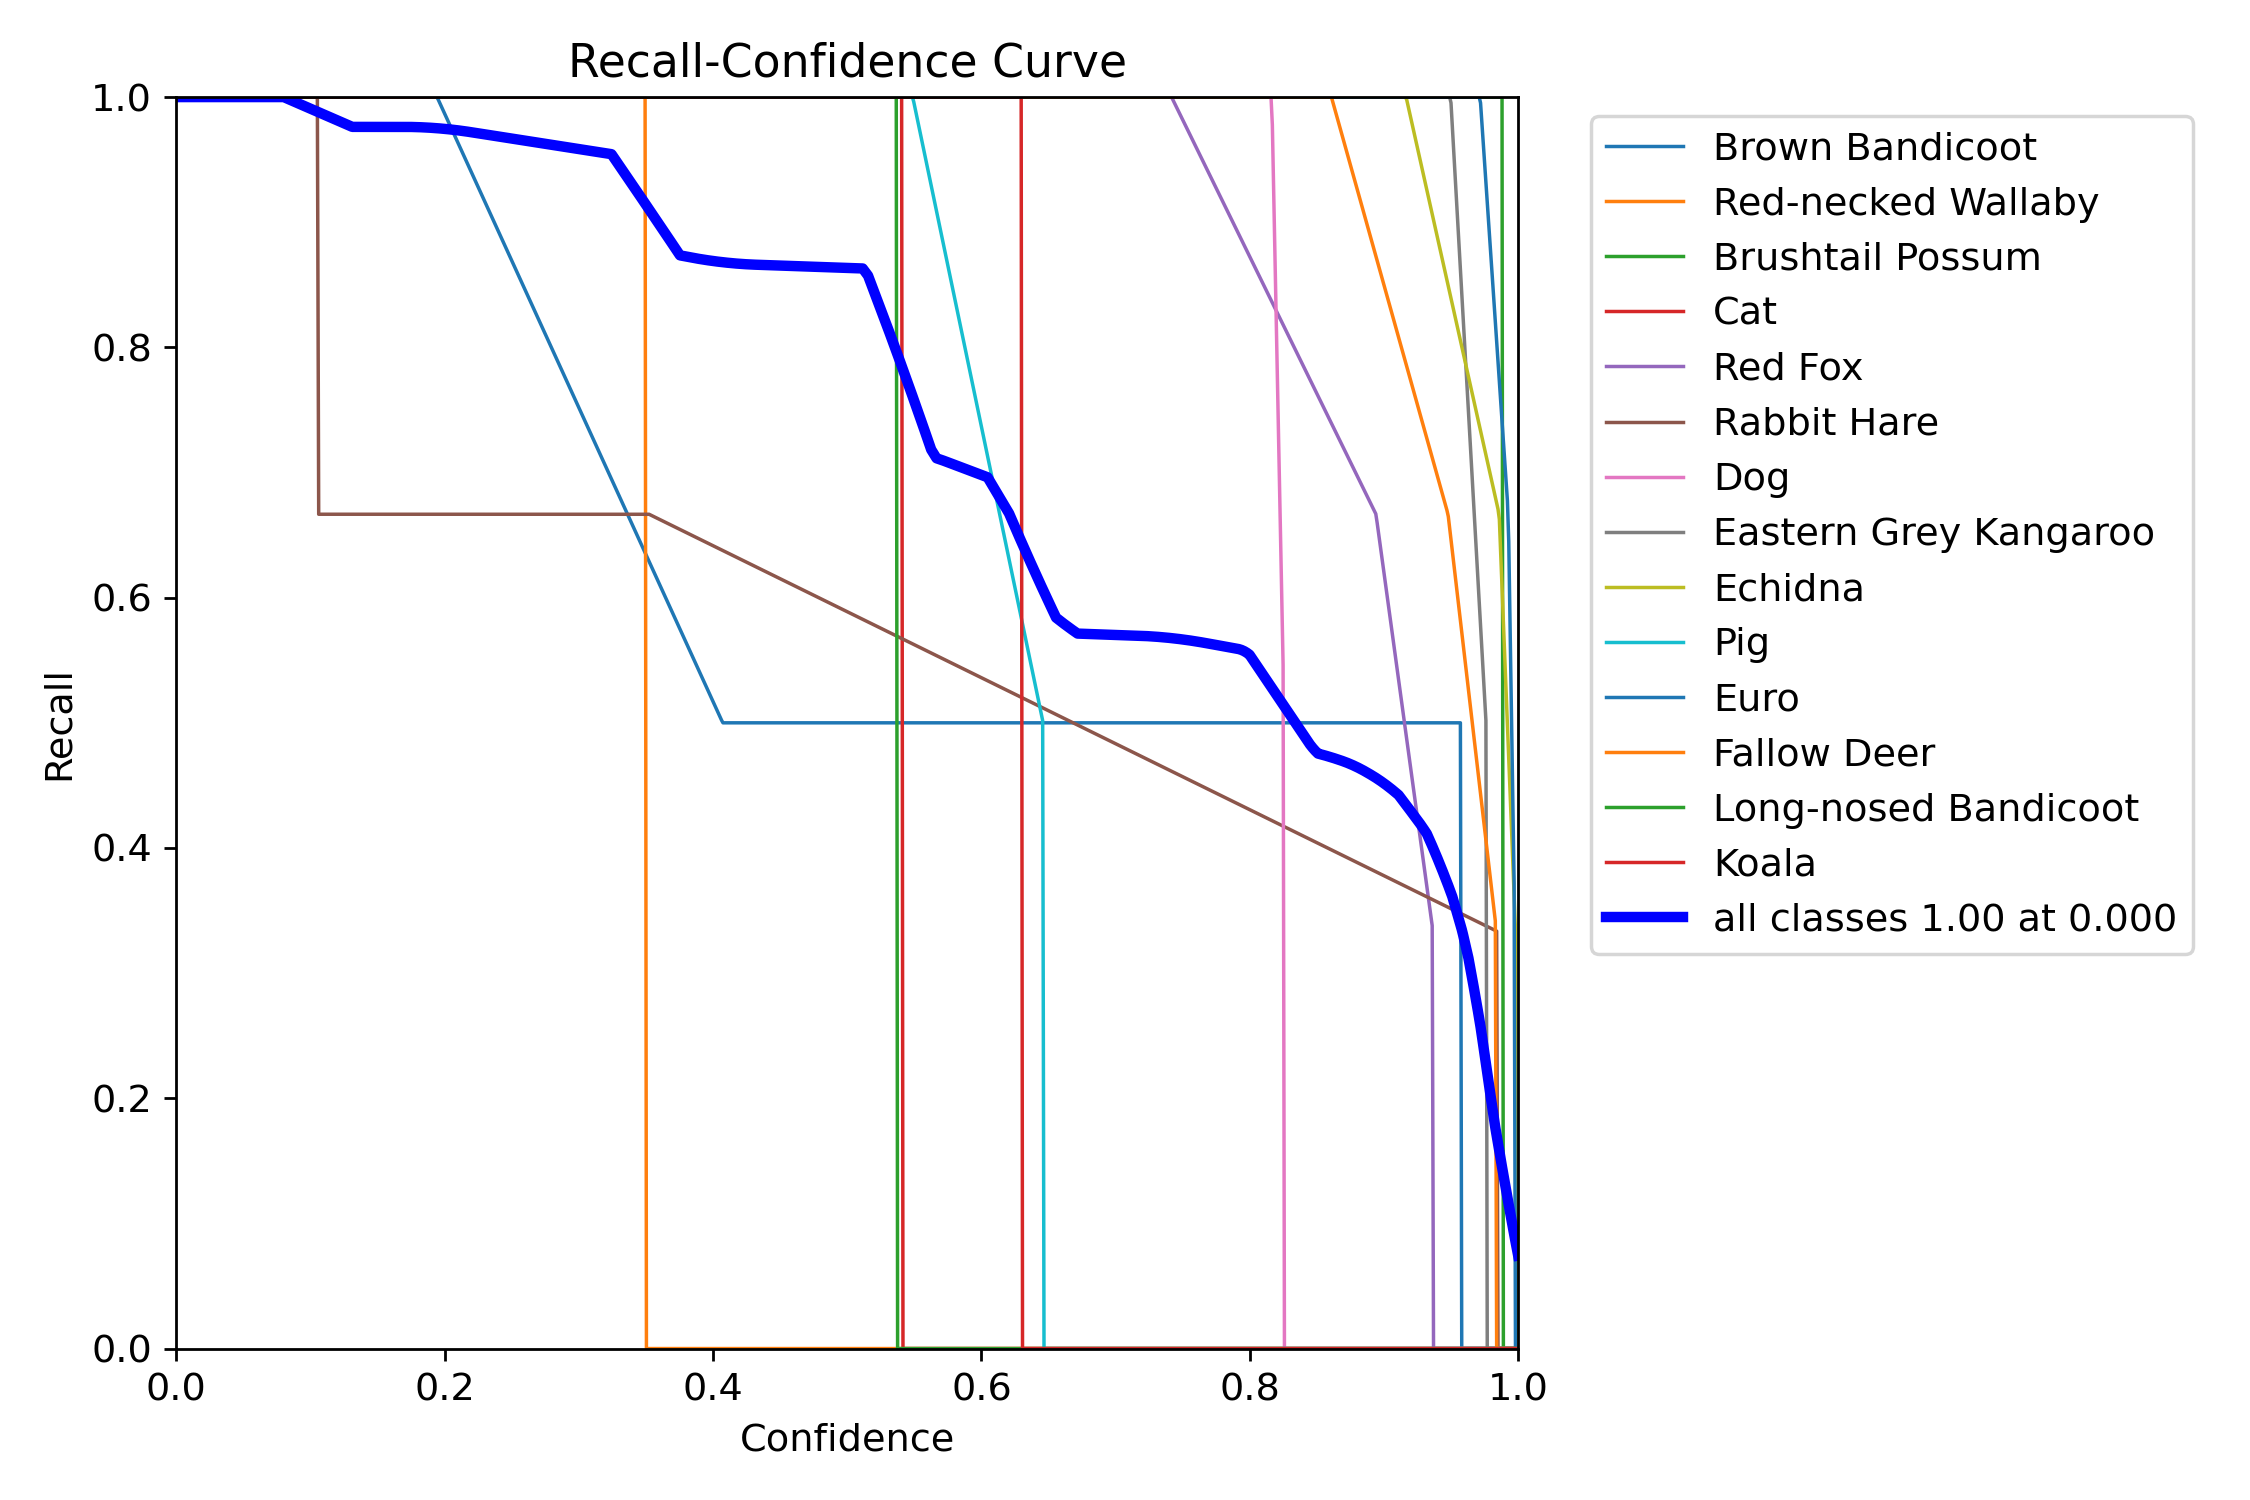 Recall-Confidence Curve
1.0
0.8
0.6
0.4
0.2
0.0
Recall
0.0 0.2 0.4 0.6 0.8 1.0
Confidence
Brown Bandicoot
Red-necked Wallaby
Brushtail Possum
Cat
Red Fox
Rabbit Hare
Dog
Eastern Grey Kangaroo
Echidna
Pig
Euro
Fallow Deer
Long-nosed Bandicoot
Koala
all classes 1.00 at 0.000